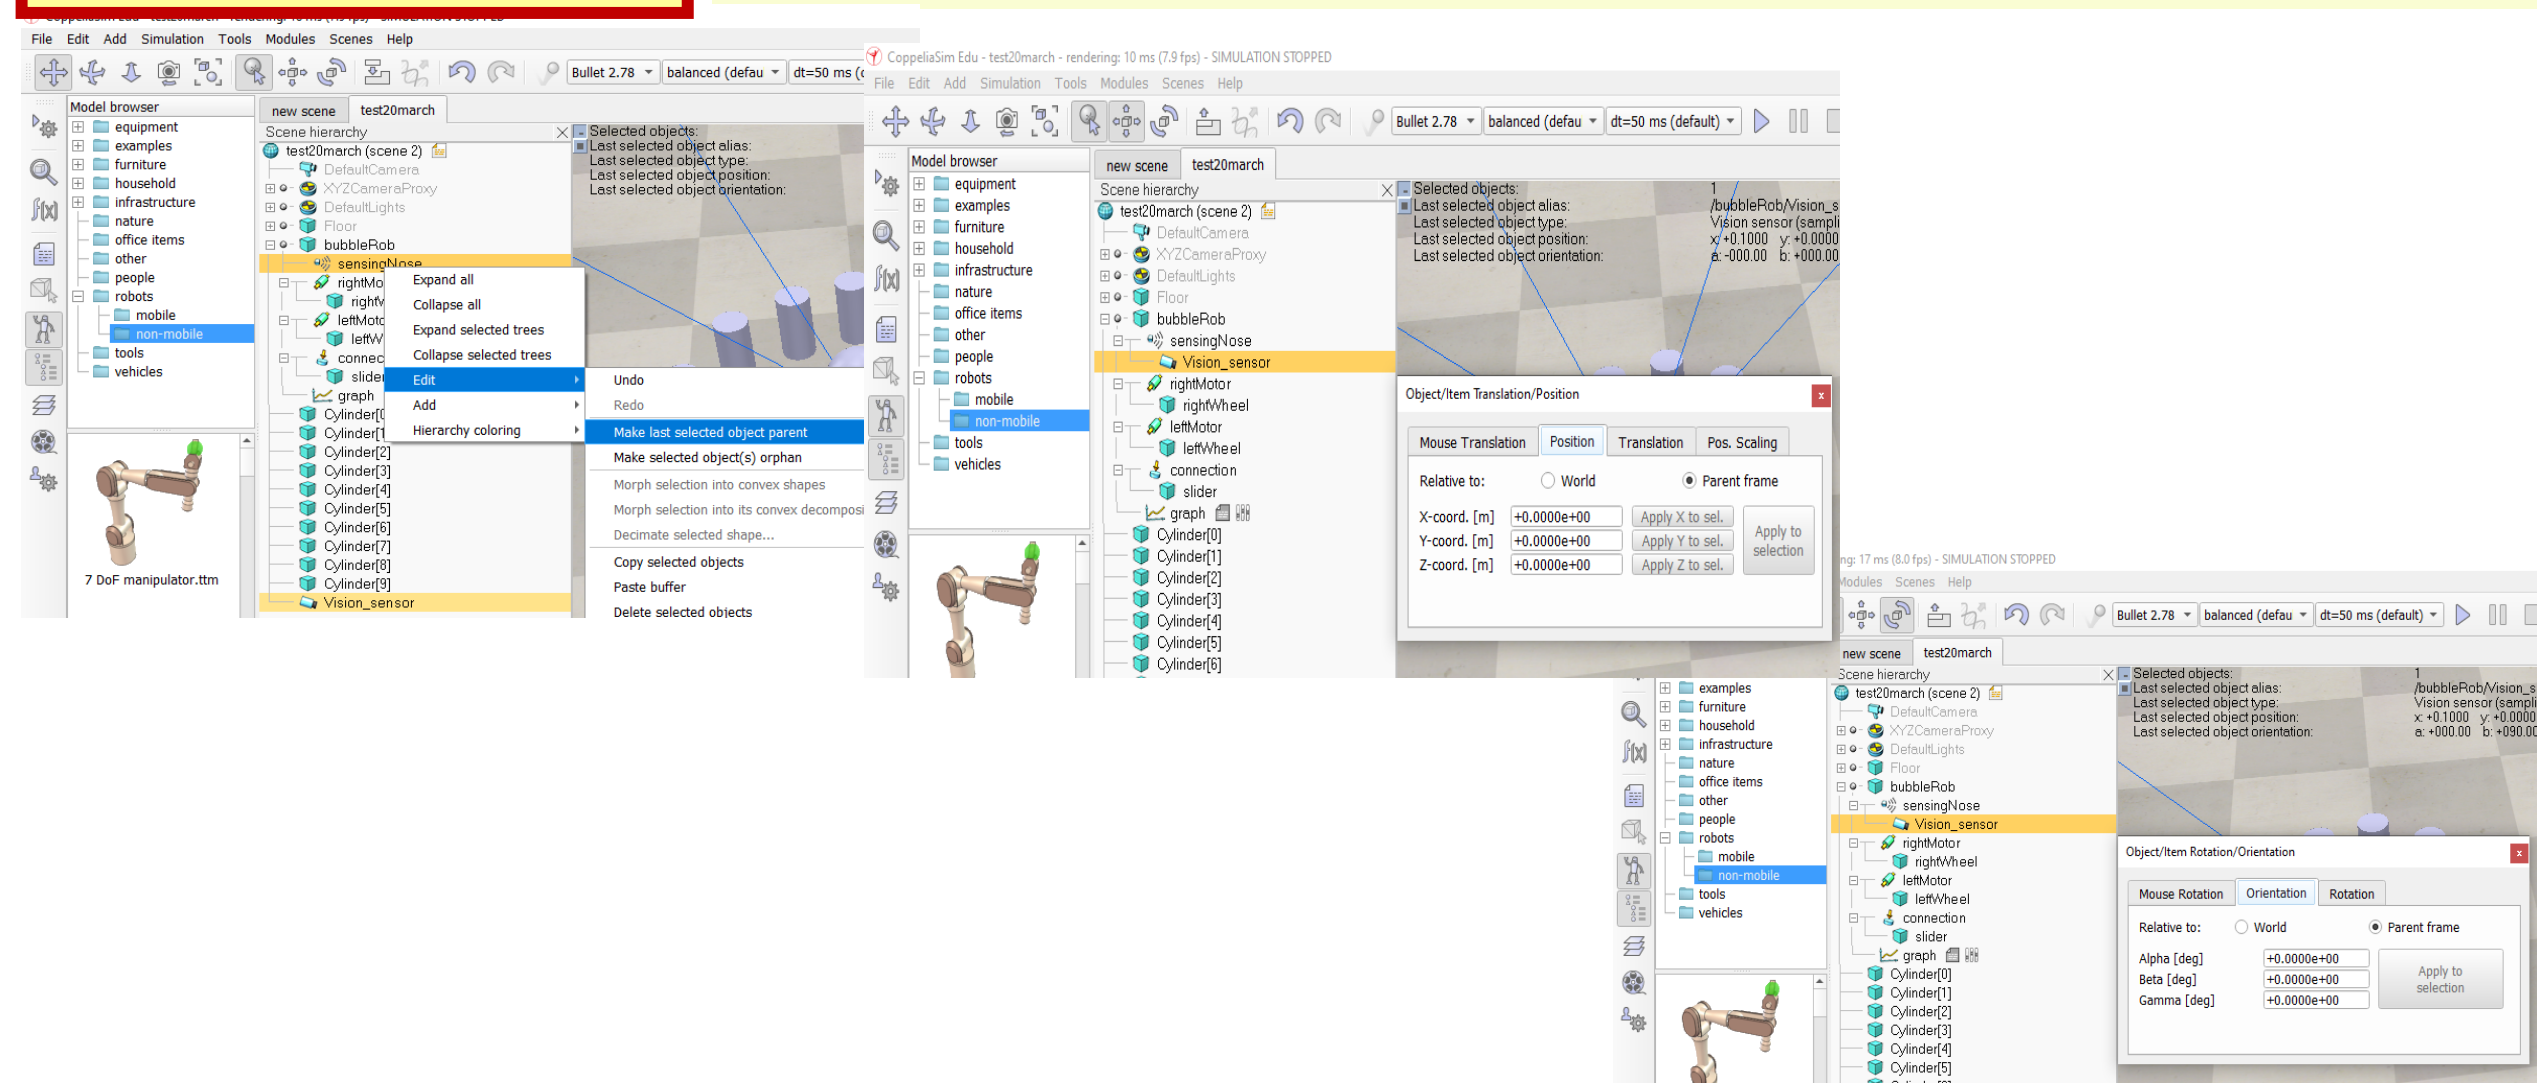 File Edit Add Simulation Tools Modules Scenes Help
Bullet 2.78 balanced (defau dt=50 ms (
Model browser
equipment
examples
furniture
household
infrastructure
nature
office items
other
people
robots
mobile
non-mobile
tools
vehicles
7 DoF manipulator.ttm
new scene test20march
Scene hierarchy
test20march (scene 2)
DefaultCamera
XYZCameraProxy
DefaultLights
Floor
bubbleRob
sensingNose
rightMo
rightW
leftMoto
leftW
connec
slider
graph
Cylinder[0
Cylinder[1
Cylinder[2]
Cylinder[3]
Cylinder[4]
Cylinder[5]
Cylinder[6]
Cylinder[7]
Cylinder[8]
Cylinder[9]
Vision_sensor
Selected objects:
Last selected object alias:
Last selected object type:
Last selected object position:
Last selected object orientation:
Expand all
Collapse all
Expand selected trees
Collapse selected trees
Edit
Add
Hierarchy coloring
Undo
Redo
Make last selected object parent
Make selected object(s) orphan
Morph selection into convex shapes
Morph selection into its convex decomposi
Decimate selected shape...
Copy selected objects
Paste buffer
Delete selected objects
CoppeliaSim Edu - test20march - rendering: 10 ms (7.9 fps) - SIMULATION STOPPED
File Edit Add Simulation Tools Modules Scenes Help
Bullet 2.78 balanced (defau dt=50 ms (default)
Model browser
equipment
examples
furniture
household
infrastructure
nature
office items
other
people
robots
mobile
non-mobile
tools
vehicles
new scene test20march
Scene hierarchy
test20march (scene 2)
DefaultCamera
XYZCameraProxy
DefaultLights
Floor
bubbleRob
sensingNose
Vision_sensor
rightMotor
rightWheel
leftMotor
leftWheel
connection
slider
graph
Cylinder[0]
Cylinder[1]
Cylinder[2]
Cylinder[3]
Cylinder[4]
Cylinder[5]
Cylinder[6]
Selected objects: 1
Last selected object alias: /bubbleRob/Vision_s
Last selected object type: Vision sensor (sampli
Last selected object position: x: +0.1000 y: +0.0000
Last selected object orientation: a: -000.00 b: +000.00
Object/Item Translation/Position
Mouse Translation Position Translation Pos. Scaling
Relative to: World Parent frame
X-coord. [m] +0.0000e+00 Apply X to sel.
Y-coord. [m] +0.0000e+00 Apply Y to sel.
Z-coord. [m] +0.0000e+00 Apply Z to sel.
Apply to
selection
ng: 17 ms (8.0 fps) - SIMULATION STOPPED
Modules Scenes Help
Bullet 2.78 balanced (defau dt=50 ms (default)
examples
furniture
household
infrastructure
nature
office items
other
people
robots
mobile
non-mobile
tools
vehicles
new scene test20march
Scene hierarchy
test20march (scene 2)
DefaultCamera
XYZCameraProxy
DefaultLights
Floor
bubbleRob
sensingNose
Vision_sensor
rightMotor
rightWheel
leftMotor
leftWheel
connection
slider
graph
Cylinder[0]
Cylinder[1]
Cylinder[2]
Cylinder[3]
Cylinder[4]
Cylinder[5]
Selected objects: 1
Last selected object alias: /bubbleRob/Vision_s
Last selected object type: Vision sensor (sampli
Last selected object position: x: +0.1000 y: +0.0000
Last selected object orientation: a: +000.00 b: +090.00
Object/Item Rotation/Orientation
Mouse Rotation Orientation Rotation
Relative to: World Parent frame
Alpha [deg] +0.0000e+00
Beta [deg] +0.0000e+00
Gamma [deg] +0.0000e+00
Apply to
selection